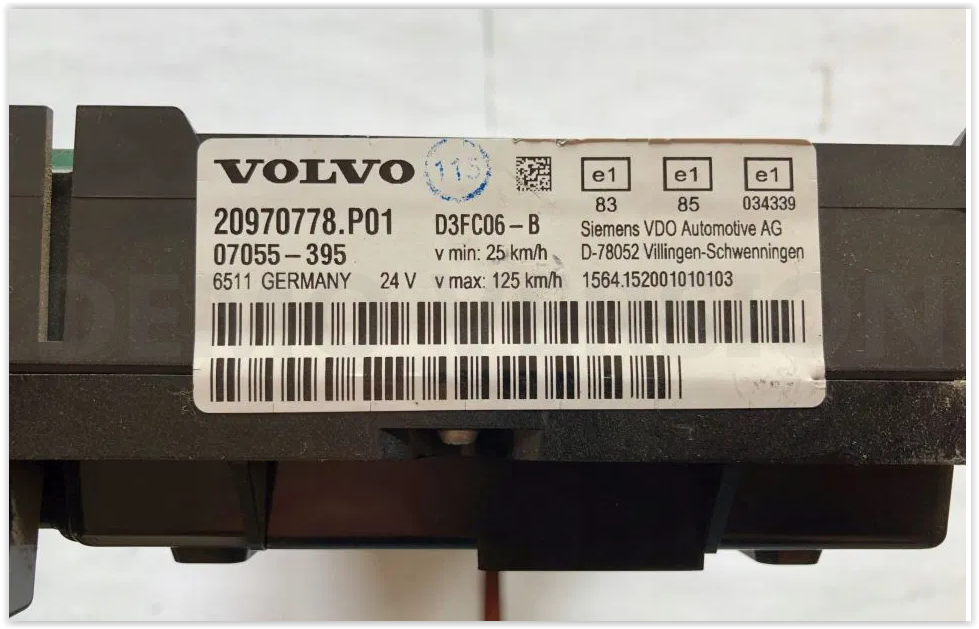 VOLVO
115
e1 e1 e1
83 85 034339
20970778.P01 D3FC06-B Siemens VDO Automotive AG
07055-395 v min: 25 km/h D-78052 Villingen-Schwenningen
6511 GERMANY 24 V v max: 125 km/h 1564.152001010103